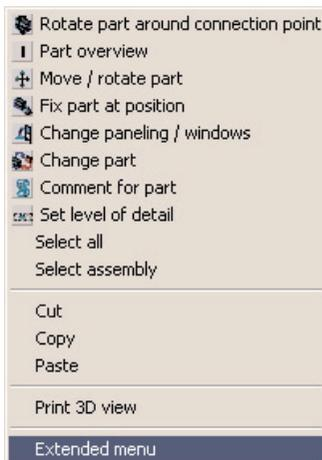 Rotate part around connection point
Part overview
Move / rotate part
Fix part at position
Change paneling / windows
Change part
Comment for part
Set level of detail
Select all
Select assembly
Cut
Copy
Paste
Print 3D view
Extended menu